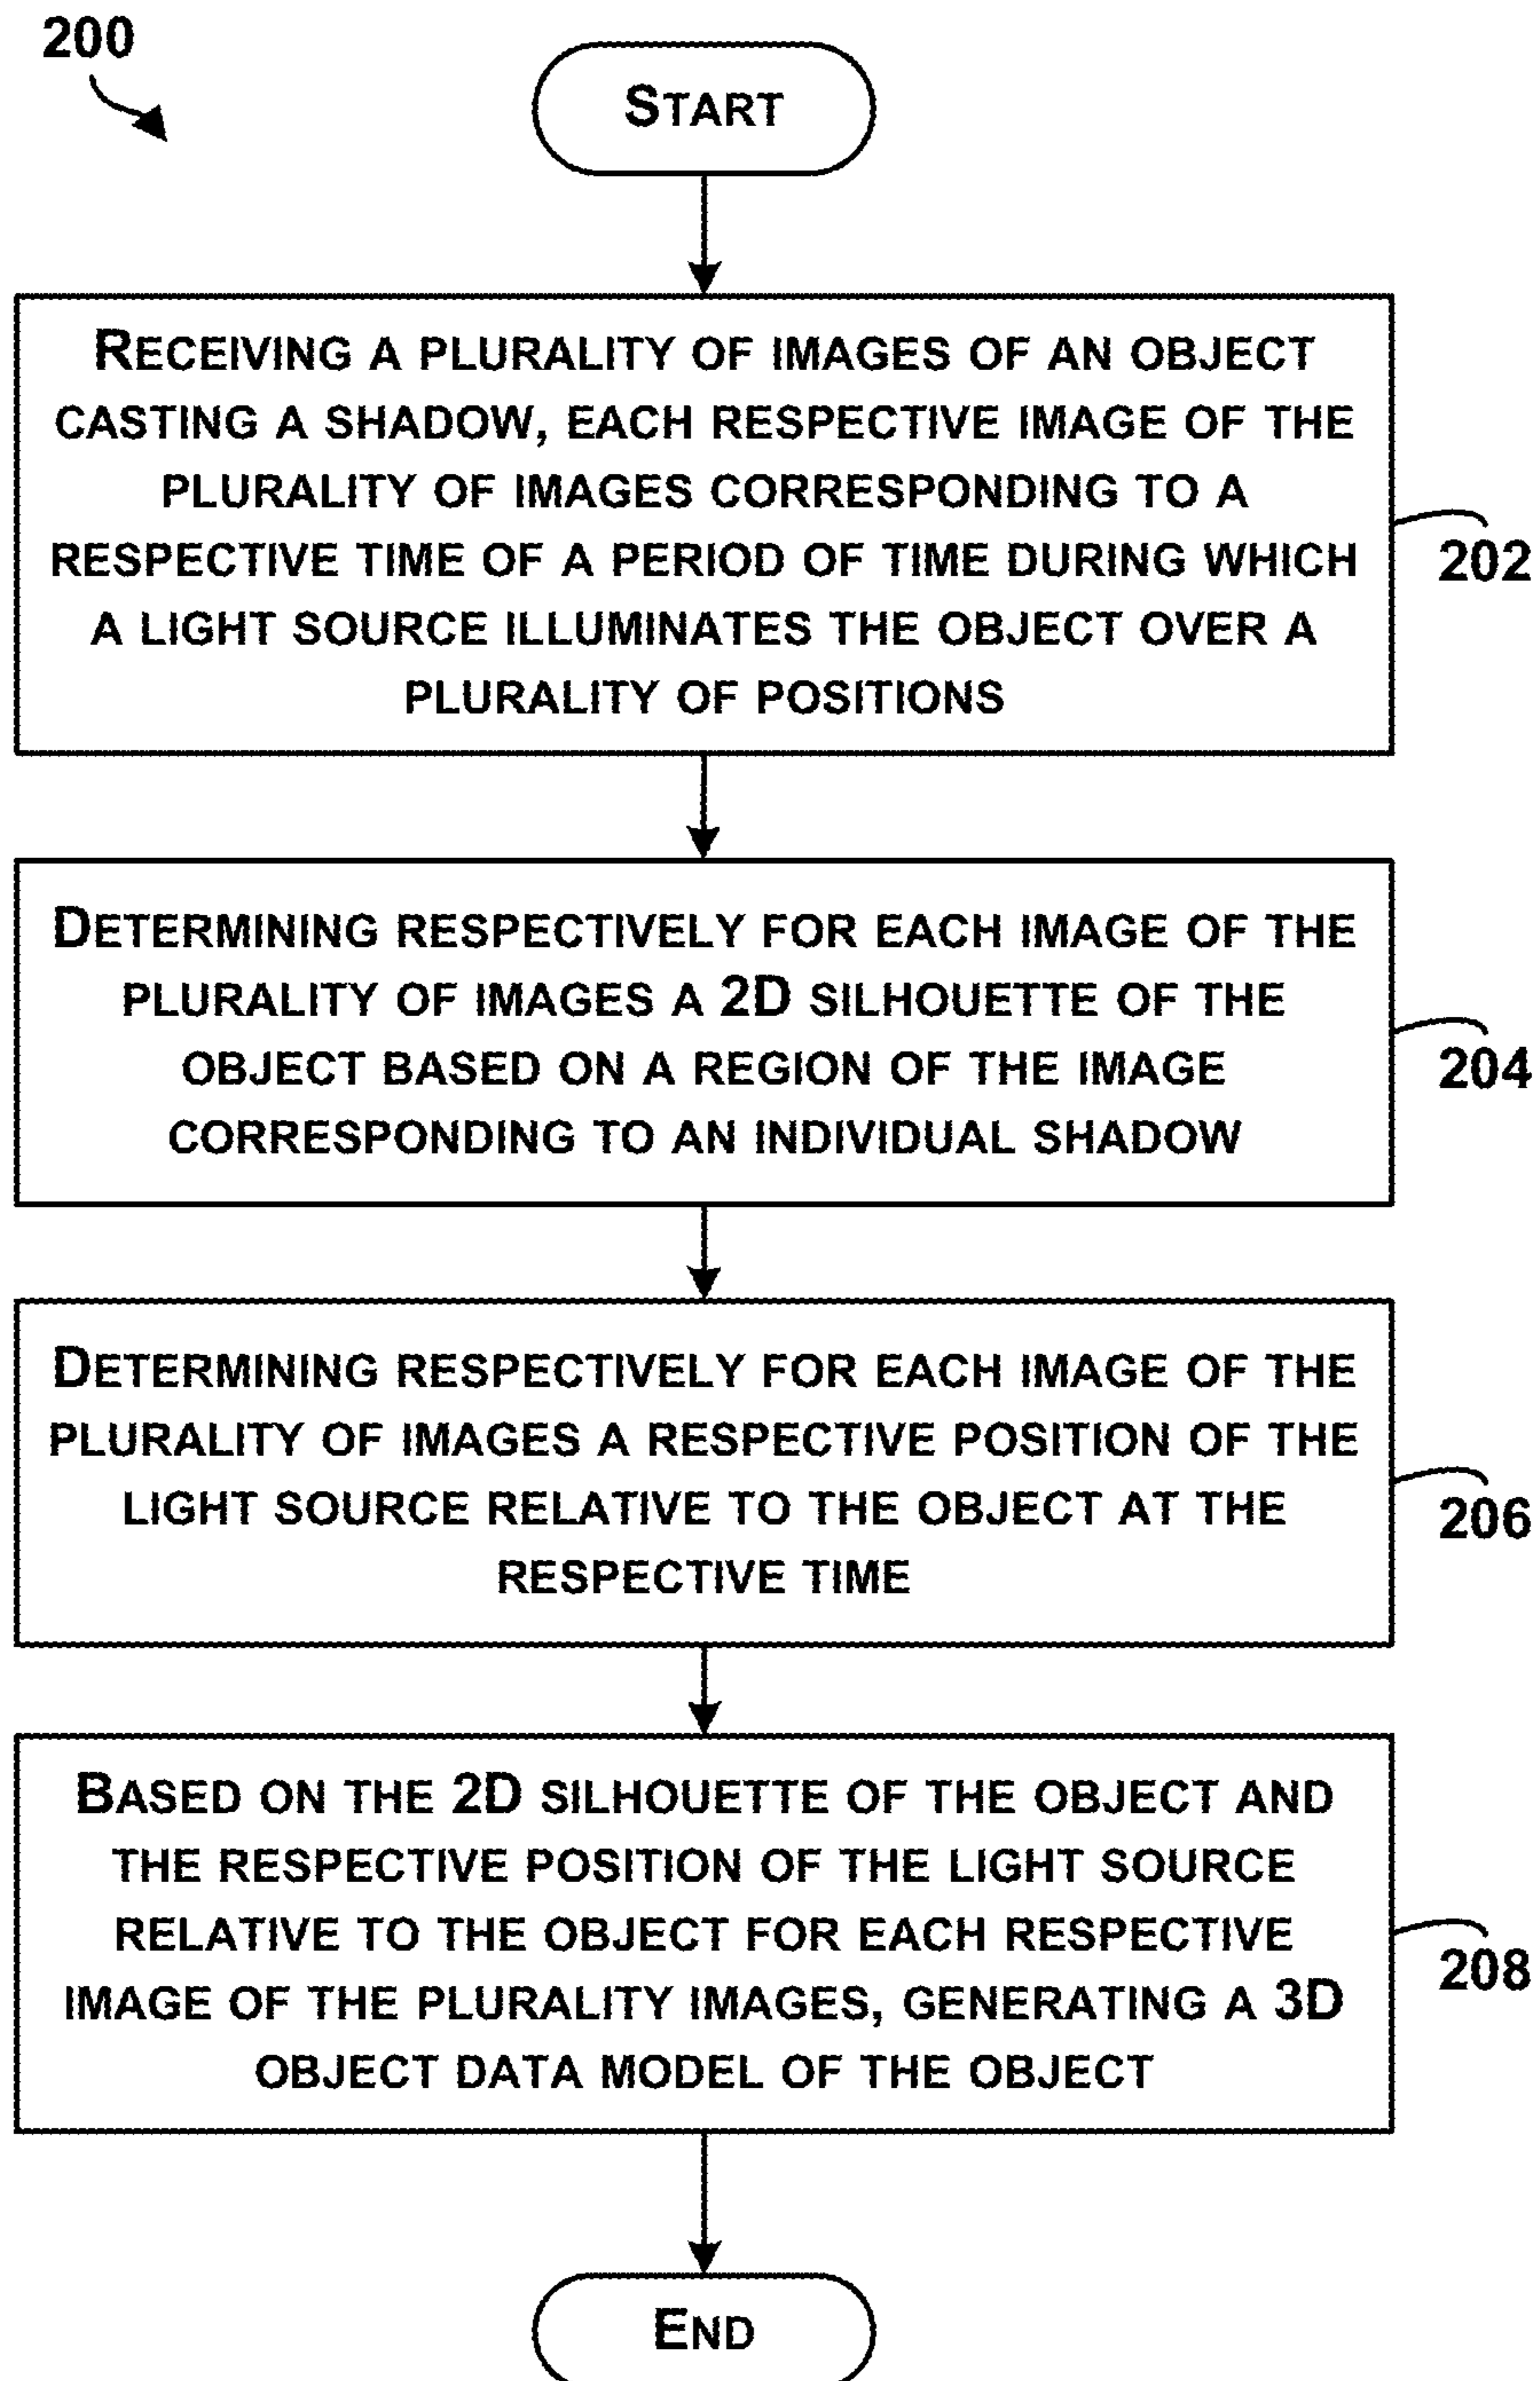 200
START
RECEIVING A PLURALITY OF IMAGES OF AN OBJECT
CASTING A SHADOW, EACH RESPECTIVE IMAGE OF THE
PLURALITY OF IMAGES CORRESPONDING TO A
RESPECTIVE TIME OF A PERIOD OF TIME DURING WHICH
A LIGHT SOURCE ILLUMINATES THE OBJECT OVER A
PLURALITY OF POSITIONS
202
DETERMINING RESPECTIVELY FOR EACH IMAGE OF THE
PLURALITY OF IMAGES A 2D SILHOUETTE OF THE
OBJECT BASED ON A REGION OF THE IMAGE
CORRESPONDING TO AN INDIVIDUAL SHADOW
204
DETERMINING RESPECTIVELY FOR EACH IMAGE OF THE
PLURALITY OF IMAGES A RESPECTIVE POSITION OF THE
LIGHT SOURCE RELATIVE TO THE OBJECT AT THE
RESPECTIVE TIME
206
BASED ON THE 2D SILHOUETTE OF THE OBJECT AND
THE RESPECTIVE POSITION OF THE LIGHT SOURCE
RELATIVE TO THE OBJECT FOR EACH RESPECTIVE
IMAGE OF THE PLURALITY IMAGES, GENERATING A 3D
OBJECT DATA MODEL OF THE OBJECT
208
END